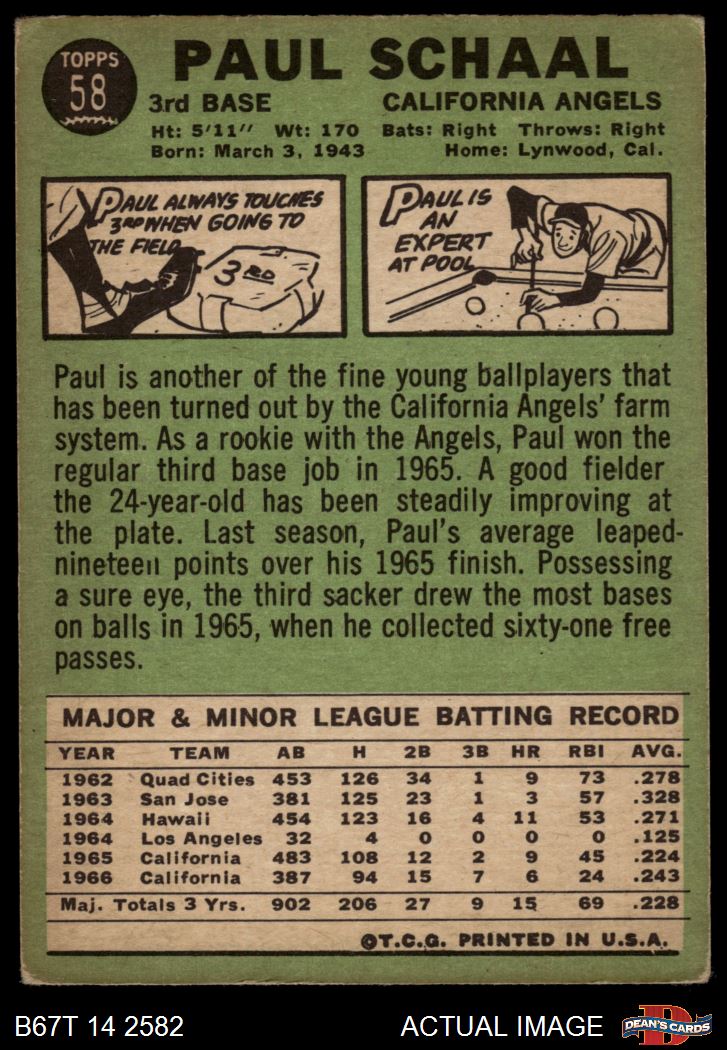 TOPPS
58
PAUL SCHAAL
3rd BASE CALIFORNIA ANGELS
Ht: 5'11" Wt: 170 Bats: Right Throws: Right
Born: March 3, 1943 Home: Lynwood, Cal.
PAUL ALWAYS TOUCHES
3RD WHEN GOING TO
THE FIELD
3RD
PAUL IS
AN
EXPERT
AT POOL
Paul is another of the fine young ballplayers that
has been turned out by the California Angels' farm
system. As a rookie with the Angels, Paul won the
regular third base job in 1965. A good fielder
the 24-year-old has been steadily improving at
the plate. Last season, Paul's average leaped-
nineteen points over his 1965 finish. Possessing
a sure eye, the third sacker drew the most bases
on balls in 1965, when he collected sixty-one free
passes.
MAJOR & MINOR LEAGUE BATTING RECORD
YEAR TEAM AB H 2B 3B HR RBI AVG.
1962 Quad Cities 453 126 34 1 9 73 .278
1963 San Jose 381 125 23 1 3 57 .328
1964 Hawaii 454 123 16 4 11 53 .271
1964 Los Angeles 32 4 0 0 0 0 .125
1965 California 483 108 12 2 9 45 .224
1966 California 387 94 15 7 6 24 .243
Maj. Totals 3 Yrs. 902 206 27 9 15 69 .228
©T.C.G. PRINTED IN U.S.A.
B67T 14 2582 ACTUAL IMAGE
D
DEAN'S CARDS